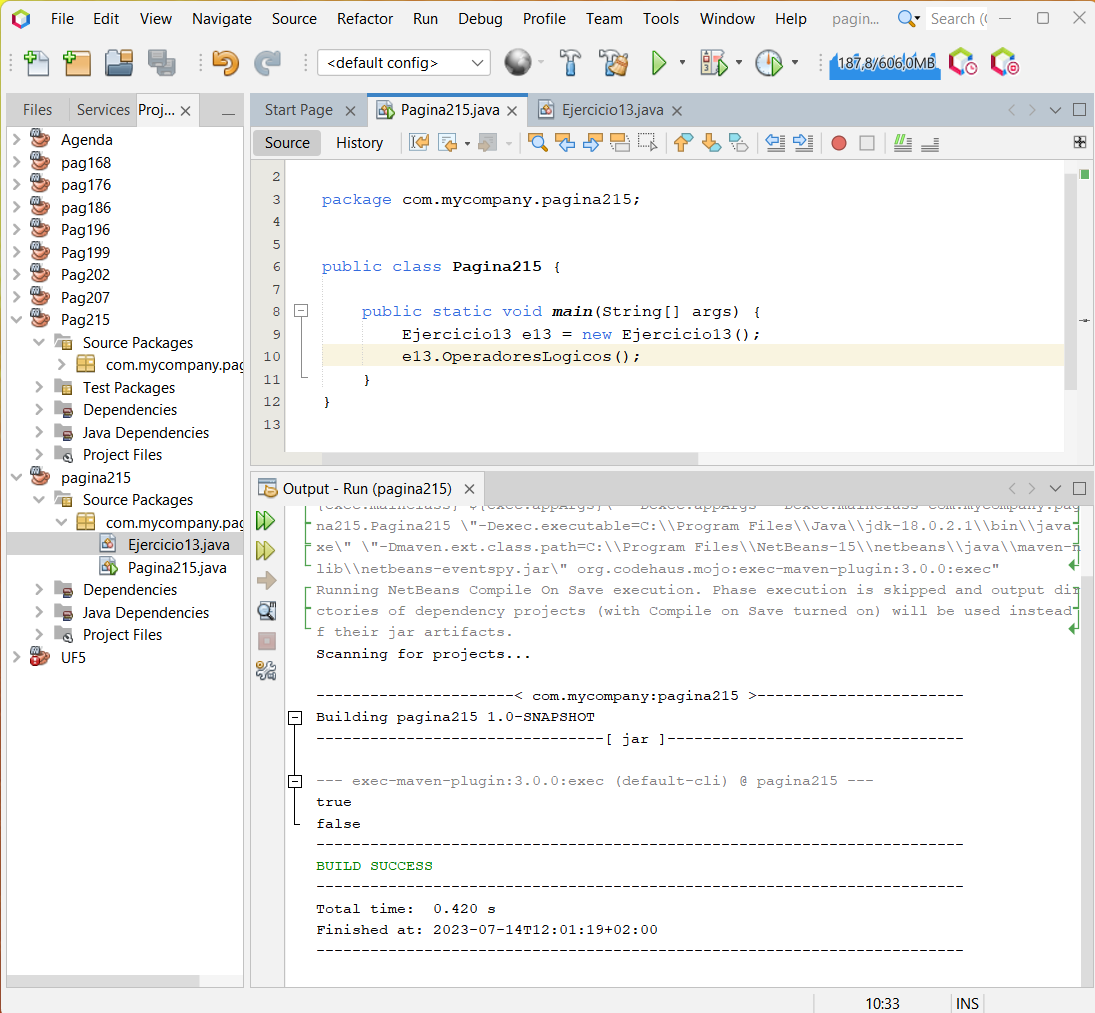 File Edit View Navigate Source Refactor Run Debug Profile Team Tools Window Help pagin... Search (
<default config> 187,8/606,0MB
Files Services Proj...
Agenda
pag168
pag176
pag186
Pag196
Pag199
Pag202
Pag207
Pag215
Source Packages
com.mycompany.pag
Test Packages
Dependencies
Java Dependencies
Project Files
pagina215
Source Packages
com.mycompany.pag
Ejercicio13.java
Pagina215.java
Dependencies
Java Dependencies
Project Files
UF5
Start Page Pagina215.java Ejercicio13.java
Source History
2
3 package com.mycompany.pagina215;
4
5
6 public class Pagina215 {
7
8 public static void main(String[] args) {
9 Ejercicio13 e13 = new Ejercicio13();
10 e13.OperadoresLogicos();
11 }
12 }
13
Output - Run (pagina215)
na215.Pagina215 \"-Dexec.executable=C:\\Program Files\\Java\\jdk-18.0.2.1\\bin\\java
xe\" \"-Dmaven.ext.class.path=C:\\Program Files\\NetBeans-15\\netbeans\\java\\maven-n
lib\\netbeans-eventspy.jar\" org.codehaus.mojo:exec-maven-plugin:3.0.0:exec"
Running NetBeans Compile On Save execution. Phase execution is skipped and output dir
ctories of dependency projects (with Compile on Save turned on) will be used instead
f their jar artifacts.
Scanning for projects...
----------------------< com.mycompany:pagina215 >-----------------------
Building pagina215 1.0-SNAPSHOT
--------------------------------[ jar ]---------------------------------
--- exec-maven-plugin:3.0.0:exec (default-cli) @ pagina215 ---
true
false
------------------------------------------------------------------------
BUILD SUCCESS
------------------------------------------------------------------------
Total time: 0.420 s
Finished at: 2023-07-14T12:01:19+02:00
------------------------------------------------------------------------
10:33 INS